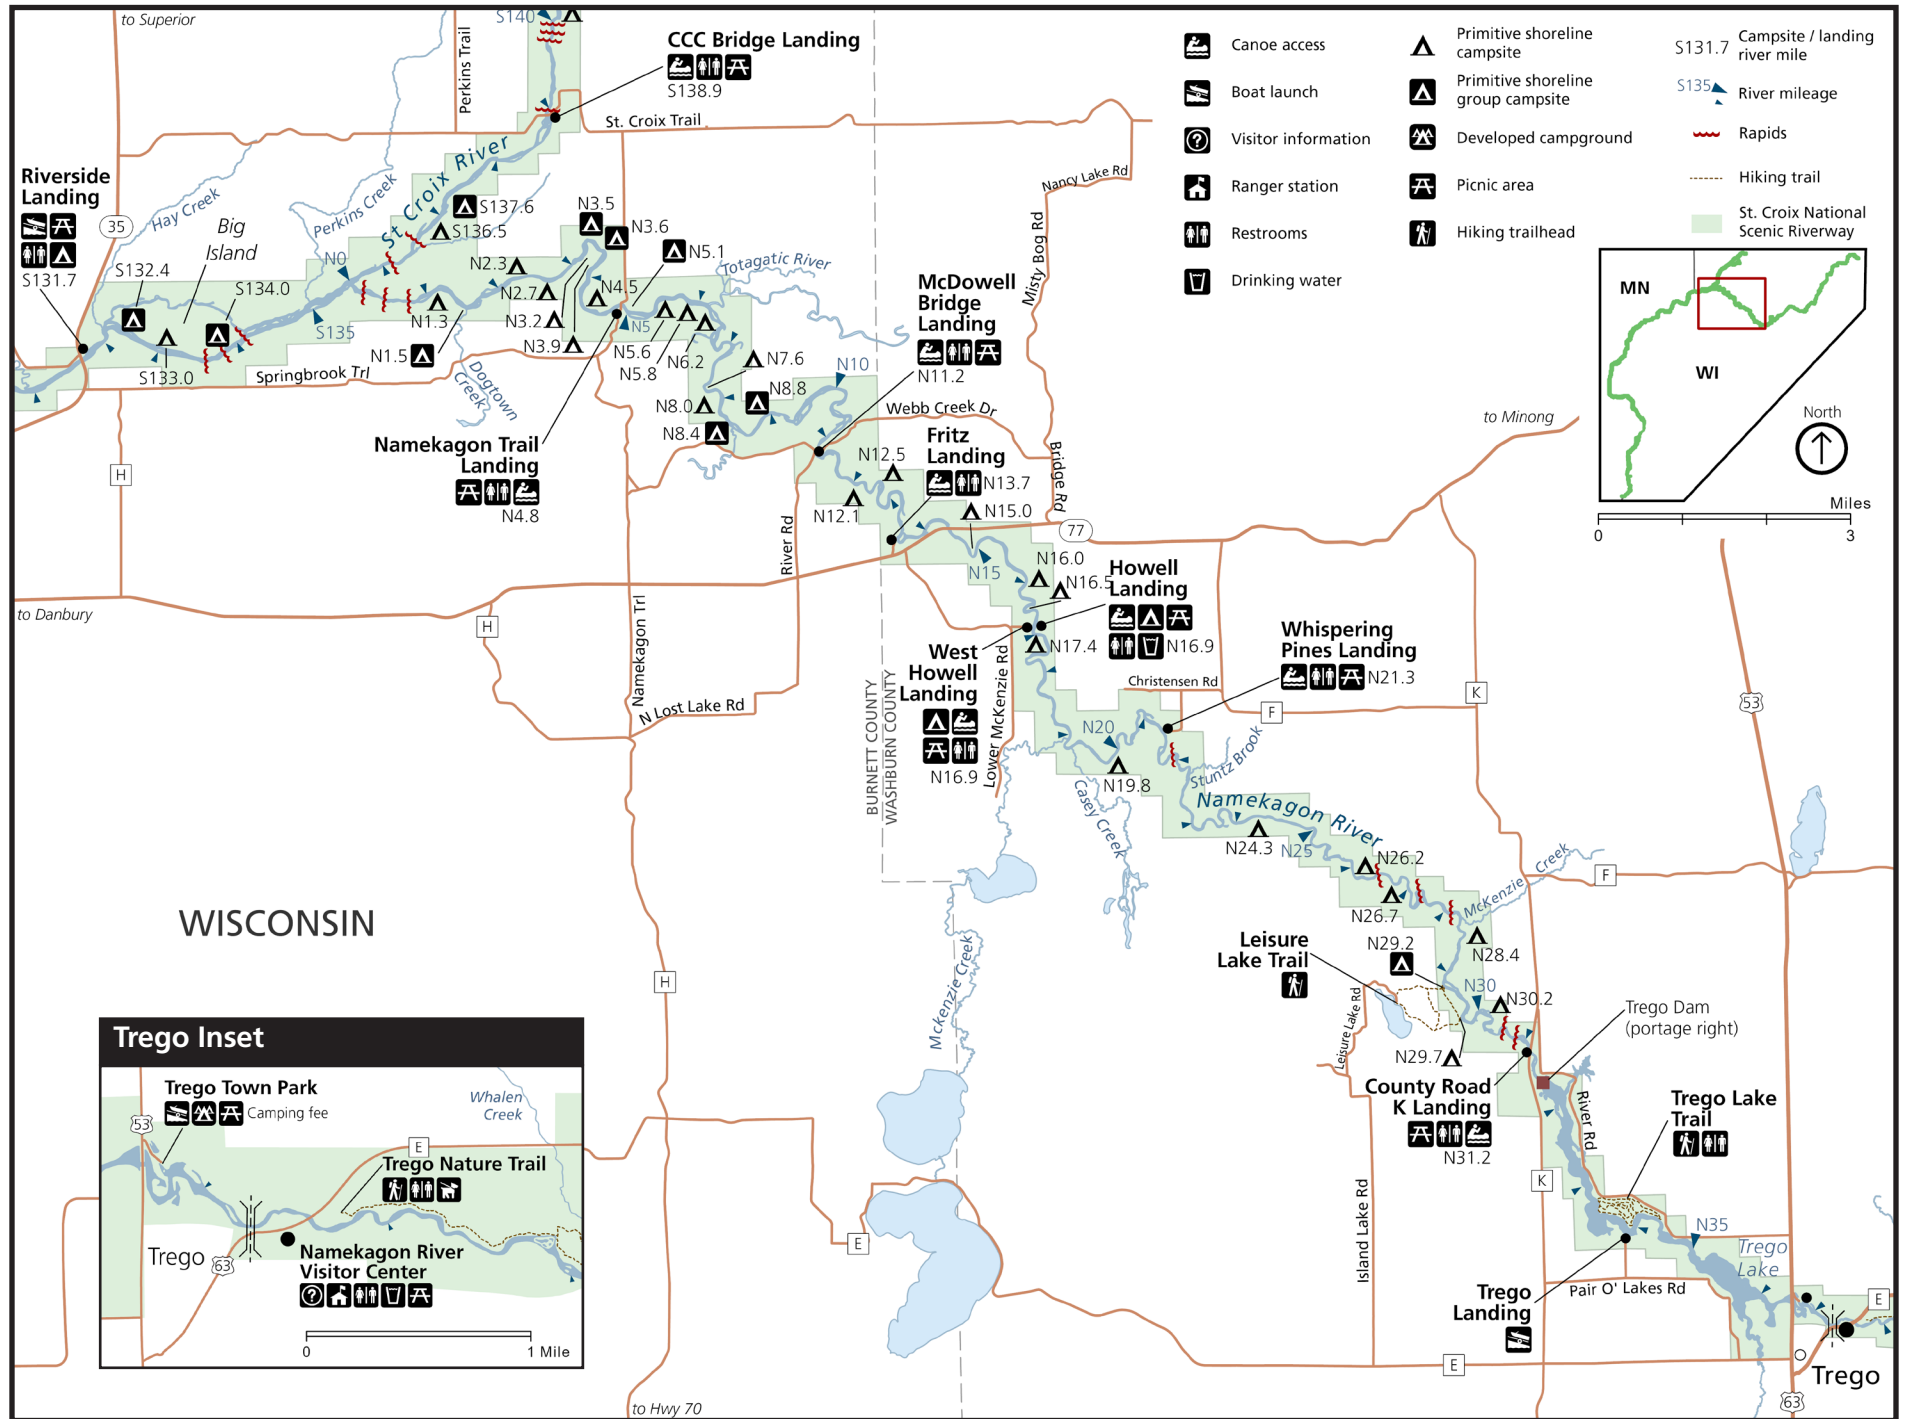 to Superior
Perkins Trail
S140
CCC Bridge Landing
S138.9
St. Croix Trail
Canoe access
Boat launch
Visitor information
Ranger station
Restrooms
Drinking water
Primitive shoreline
campsite
Primitive shoreline
group campsite
Developed campground
Picnic area
Hiking trailhead
S131.7
Campsite / landing
river mile
S135
River mileage
Rapids
Hiking trail
St. Croix National
Scenic Riverway
MN
WI
North
Miles
0
3
Riverside
Landing
S131.7
35
Hay Creek
Big
Island
Perkins Creek
St. Croix River
S137.6
S136.5
N0
S132.4
S134.0
S133.0
S135
Springbrook Trl
N1.3
N1.5
Dogtown
Creek
N2.3
N2.7
N3.2
N3.9
N3.5
N3.6
N4.5
N5
N5.1
Totagatic River
N5.6
N5.8
N6.2
N7.6
N8.0
N8.4
N8.8
N10
Namekagon Trail
Landing
N4.8
McDowell
Bridge
Landing
N11.2
Webb Creek Dr
Nancy Lake Rd
Misty Bog Rd
Bridge Rd
to Minong
Fritz
Landing
N13.7
N12.5
N12.1
N15.0
N15
77
N16.0
N16.5
Howell
Landing
N16.9
N17.4
West
Howell
Landing
N16.9
Lower McKenzie Rd
River Rd
H
to Danbury
H
Namekagon Trl
N Lost Lake Rd
BURNETT COUNTY
WASHBURN COUNTY
Whispering
Pines Landing
N21.3
Christensen Rd
F
K
53
N20
N19.8
Casey Creek
Stuntz Brook
Namekagon River
N24.3
N25
N26.2
N26.7
McKenzie Creek
F
N28.4
N29.2
Leisure
Lake Trail
N30
N30.2
Leisure Lake Rd
N29.7
Trego Dam
(portage right)
County Road
K Landing
N31.2
River Rd
Trego Lake
Trail
K
Island Lake Rd
N35
Trego
Lake
Pair O' Lakes Rd
Trego
Landing
E
E
Trego
63
WISCONSIN
H
Mckenzie Creek
E
to Hwy 70
Trego Inset
Trego Town Park
Camping fee
53
Whalen
Creek
E
Trego Nature Trail
Trego
63
Namekagon River
Visitor Center
0
1 Mile